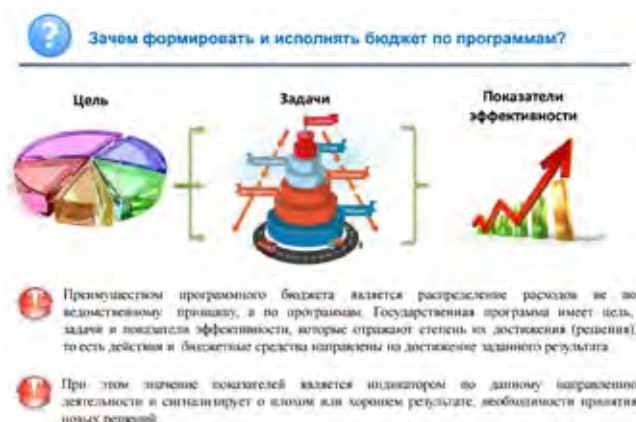 Зачем формировать и исполнять бюджет по программам?
Цель
Задачи
Показатели
эффективности
Преимуществом программного бюджета является распределение расходов не по
ведомственному принципу, а по программам. Государственная программа имеет цель,
задачи и показатели эффективности, которые отражают степень их достижения (решения),
то есть действия и бюджетные средства направлены на достижение заданного результата.
При этом значение показателей является индикатором по данному направлению
деятельности и сигнализирует о плохом или хорошем результате, необходимости принятия
новых решений.